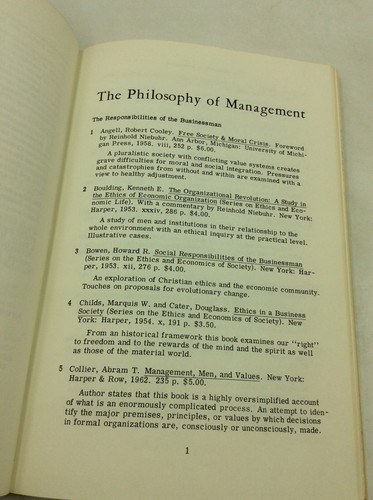 The Philosophy of Management
The Responsibilities of the Businessman
1 Angell, Robert Cooley. Free Society & Moral Crisis. Foreword
by Reinhold Niebuhr. Ann Arbor, Michigan: University of Michi-
gan Press, 1958. viii, 252 p. $6.00.
A pluralistic society with conflicting value systems creates
grave difficulties for moral and social integration. Pressures
and catastrophes from without and within are examined with a
view to healthy adjustment.
2 Boulding, Kenneth E. The Organizational Revolution: A Study in
the Ethics of Economic Organization (Series on Ethics and Eco-
nomic Life). With a commentary by Reinhold Niebuhr. New York:
Harper, 1953. xxxiv, 286 p. $4.00.
A study of men and institutions in their relationship to the
whole environment with an ethical inquiry at the practical level.
Illustrative cases.
3 Bowen, Howard R. Social Responsibilities of the Businessman
(Series on the Ethics and Economics of Society). New York: Har-
per, 1953. xii, 276 p. $4.00.
An exploration of Christian ethics and the economic community.
Touches on proposals for evolutionary change.
4 Childs, Marquis W. and Cater, Douglass. Ethics in a Business
Society (Series on the Ethics and Economics of Society). New
York: Harper, 1954. x, 191 p. $3.50.
From an historical framework this book examines our "right"
to freedom and to the rewards of the mind and the spirit as well
as those of the material world.
5 Collier, Abram T. Management, Men, and Values. New York:
Harper & Row, 1962. 235 p. $5.00.
Author states that this book is a highly oversimplified account
of what is an enormously complicated process. An attempt to iden-
tify the major premises, principles, or values by which decisions
in formal organizations are, consciously or unconsciously, made.
1